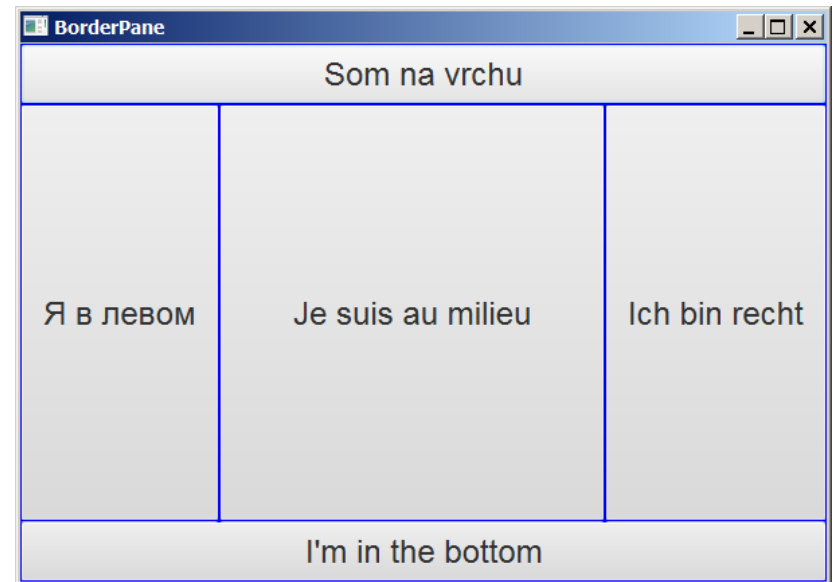 BorderPane
Som na vrchu
Я в левом
Je suis au milieu
Ich bin recht
I'm in the bottom